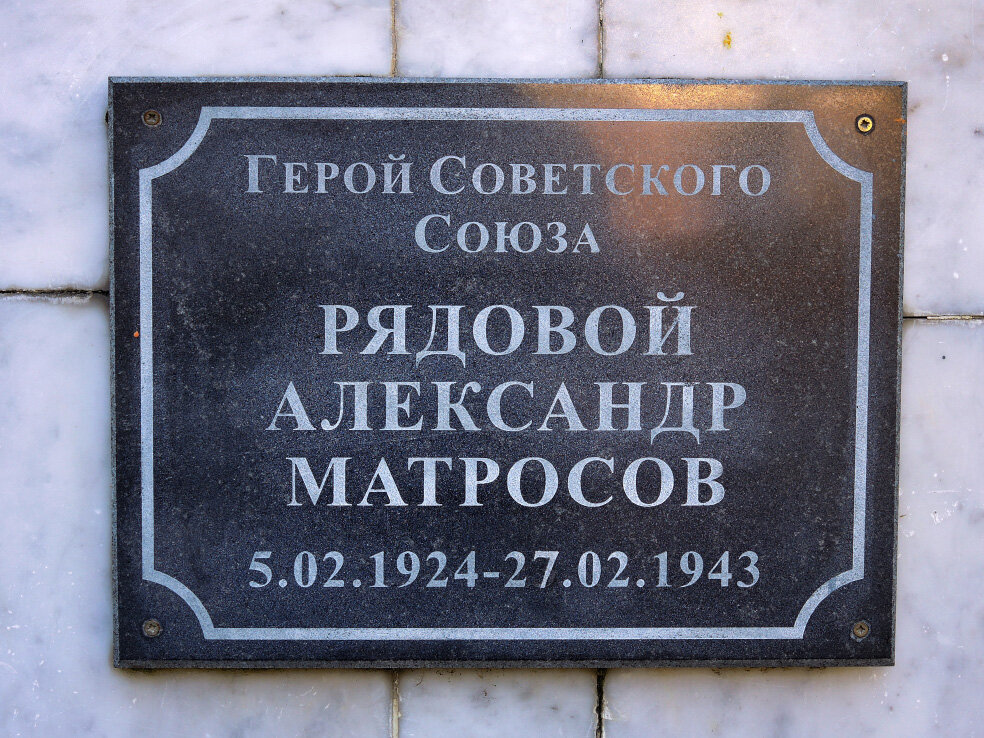 Герой Советского
Союза
РЯДОВОЙ
АЛЕКСАНДР
МАТРОСОВ
5.02.1924-27.02.1943